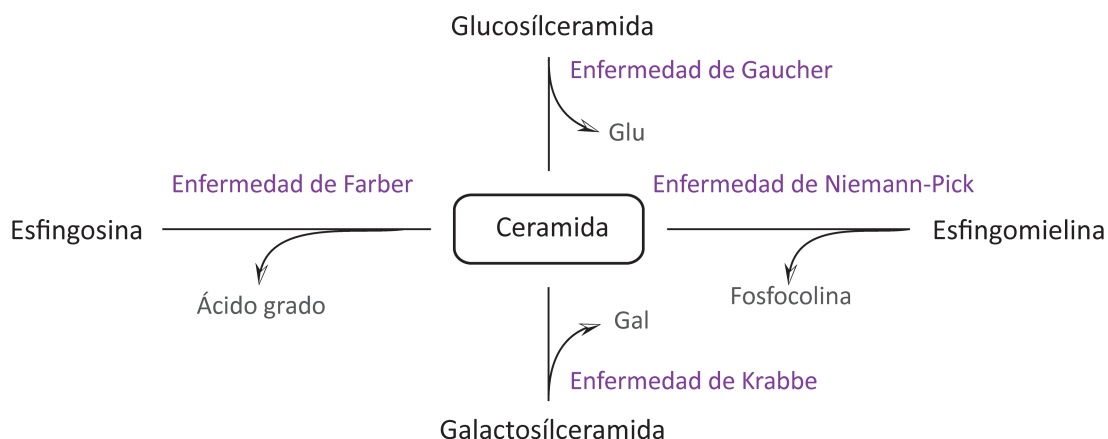 Glucosílceramida
Enfermedad de Gaucher
Glu
Enfermedad de Farber
Enfermedad de Niemann-Pick
Esfingosina
Ceramida
Esfingomielina
Ácido grado
Fosfocolina
Gal
Enfermedad de Krabbe
Galactosílceramida